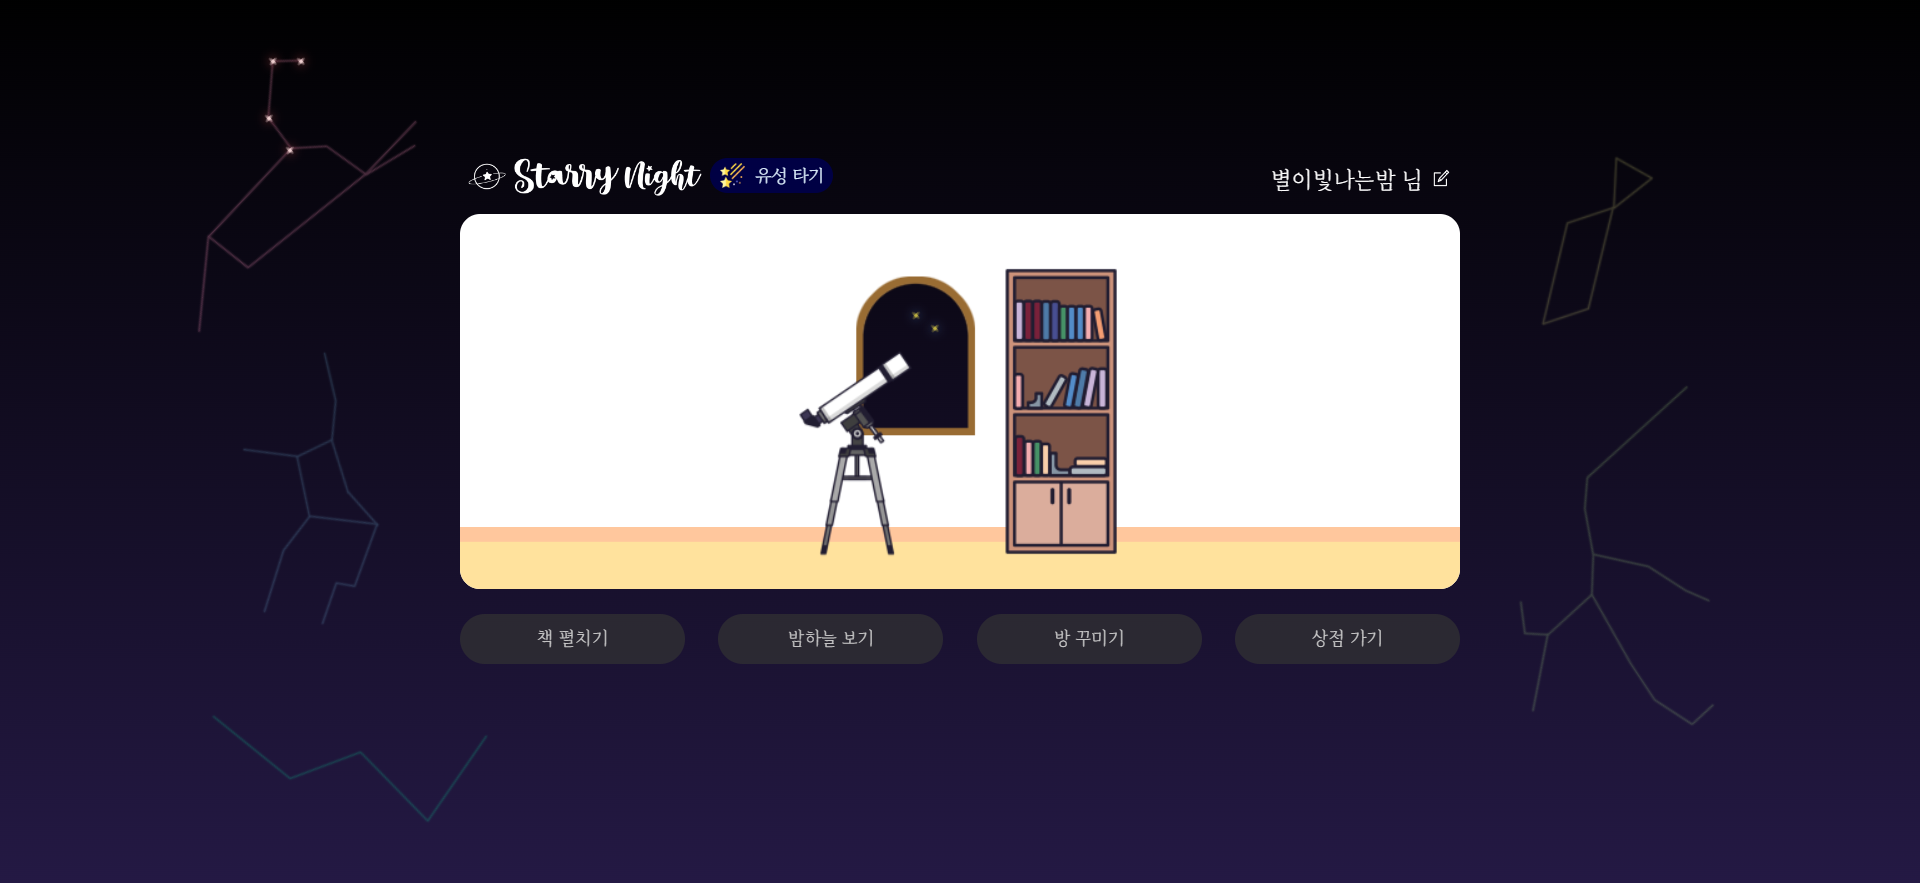 Starry Night
유성 타기
별이빛나는밤 님
책 펼치기
밤하늘 보기
방 꾸미기
상점 가기